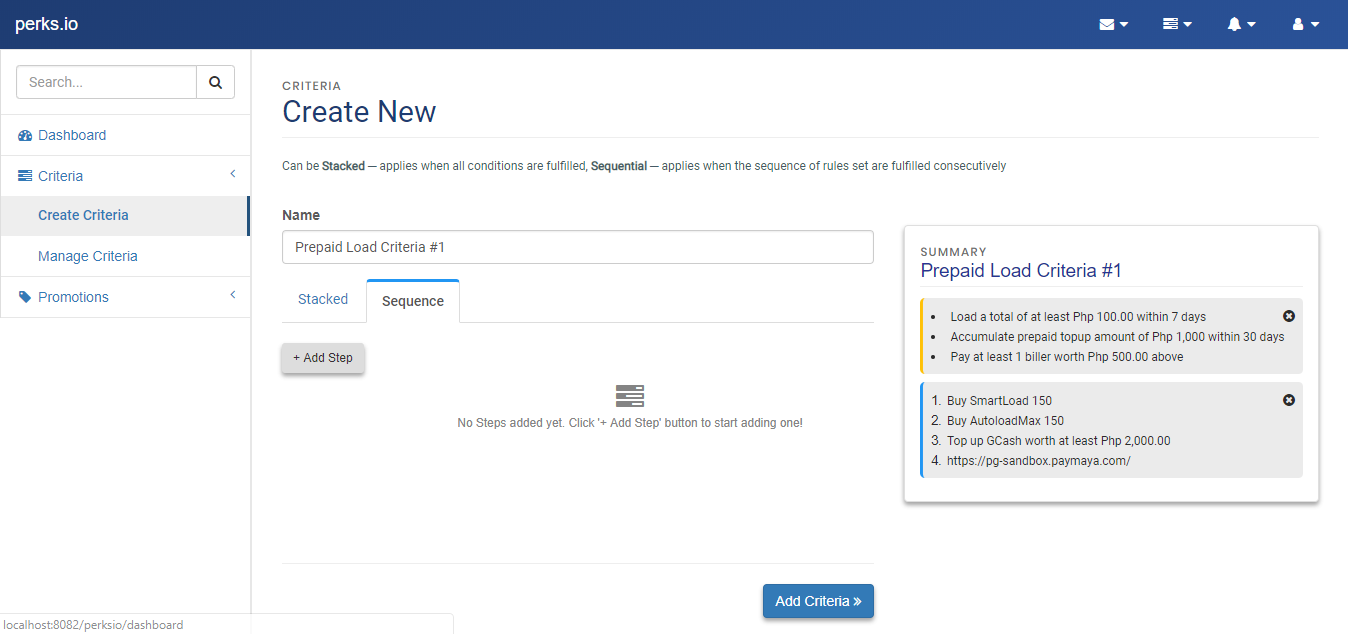 perks.io
Search...
Dashboard
Criteria
Create Criteria
Manage Criteria
Promotions
CRITERIA
Create New
Can be Stacked — applies when all conditions are fulfilled, Sequential — applies when the sequence of rules set are fulfilled consecutively
Name
Prepaid Load Criteria #1
Stacked
Sequence
+ Add Step
No Steps added yet. Click '+ Add Step' button to start adding one!
Add Criteria »
SUMMARY
Prepaid Load Criteria #1
• Load a total of at least Php 100.00 within 7 days
• Accumulate prepaid topup amount of Php 1,000 within 30 days
• Pay at least 1 biller worth Php 500.00 above
1. Buy SmartLoad 150
2. Buy AutoloadMax 150
3. Top up GCash worth at least Php 2,000.00
4. https://pg-sandbox.paymaya.com/
localhost:8082/perksio/dashboard